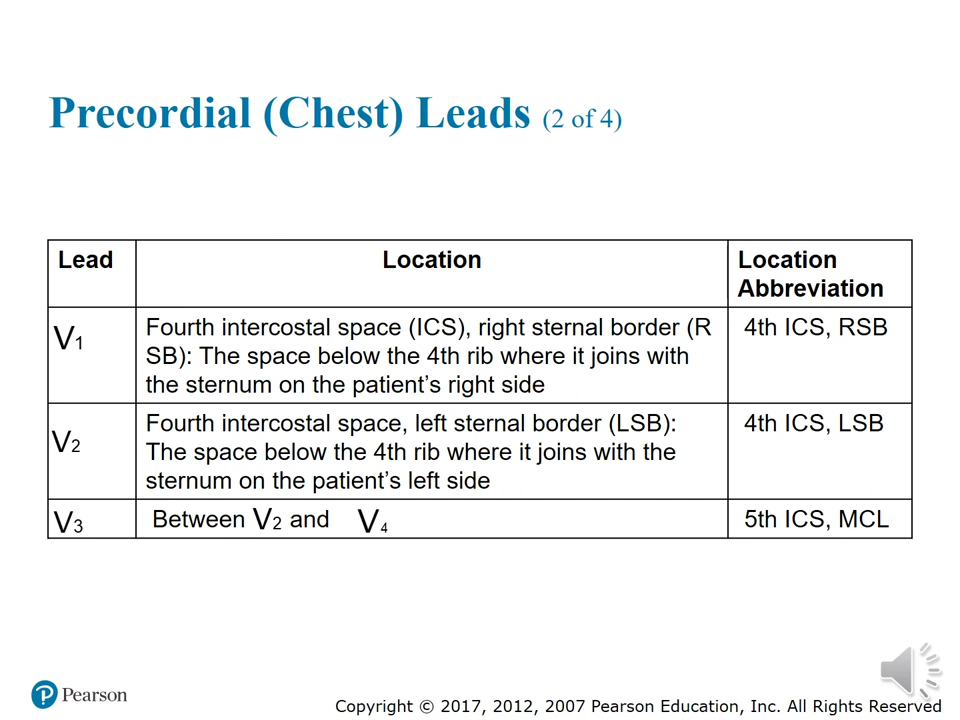 Precordial (Chest) Leads (2 of 4)
Lead Location Location
Abbreviation
V1 Fourth intercostal space (ICS), right sternal border (R 4th ICS, RSB
SB): The space below the 4th rib where it joins with
the sternum on the patient’s right side
V2 Fourth intercostal space, left sternal border (LSB): 4th ICS, LSB
The space below the 4th rib where it joins with the
sternum on the patient’s left side
V3 Between V2 and V4 5th ICS, MCL
P Pearson
Copyright © 2017, 2012, 2007 Pearson Education, Inc. All Rights Reserved